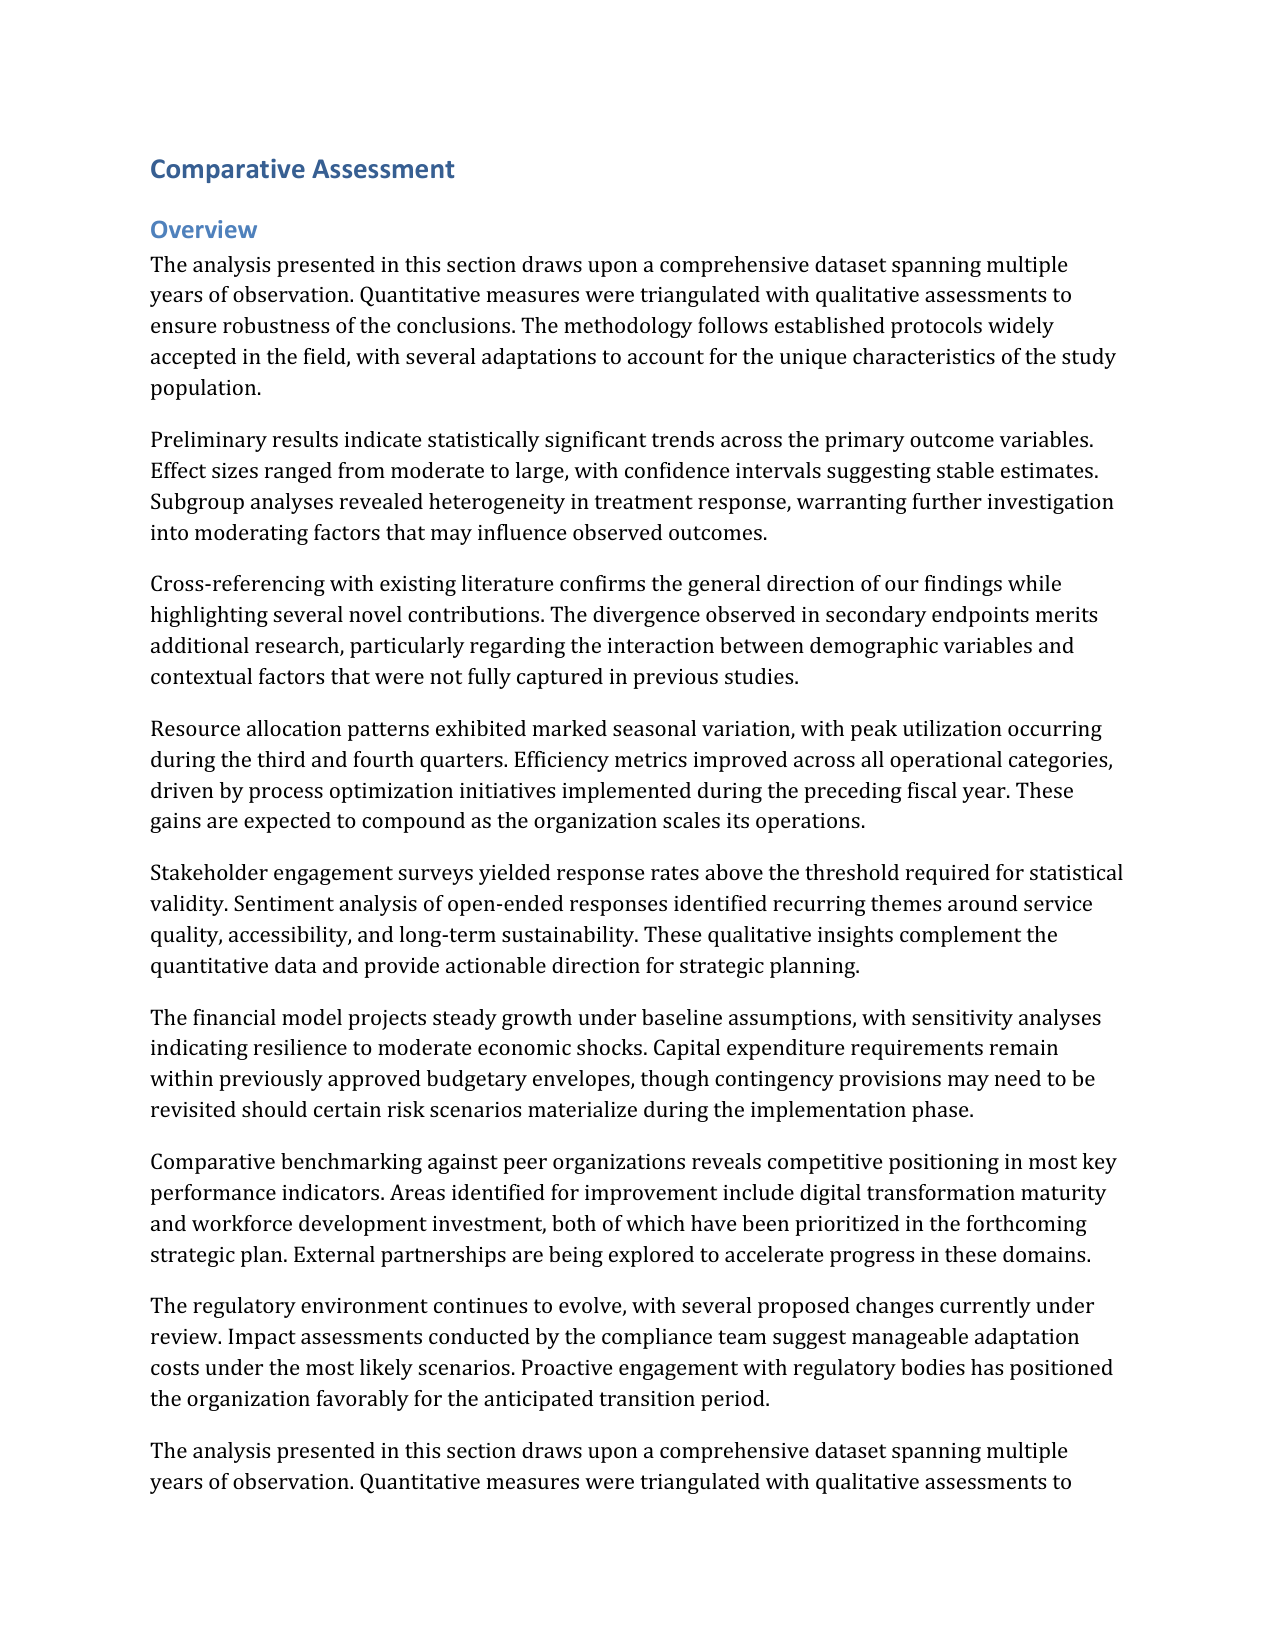 Comparative Assessment
Overview
The analysis presented in this section draws upon a comprehensive dataset spanning multiple
years of observation. Quantitative measures were triangulated with qualitative assessments to
ensure robustness of the conclusions. The methodology follows established protocols widely
accepted in the field, with several adaptations to account for the unique characteristics of the study
population.
Preliminary results indicate statistically significant trends across the primary outcome variables.
Effect sizes ranged from moderate to large, with confidence intervals suggesting stable estimates.
Subgroup analyses revealed heterogeneity in treatment response, warranting further investigation
into moderating factors that may influence observed outcomes.
Cross-referencing with existing literature confirms the general direction of our findings while
highlighting several novel contributions. The divergence observed in secondary endpoints merits
additional research, particularly regarding the interaction between demographic variables and
contextual factors that were not fully captured in previous studies.
Resource allocation patterns exhibited marked seasonal variation, with peak utilization occurring
during the third and fourth quarters. Efficiency metrics improved across all operational categories,
driven by process optimization initiatives implemented during the preceding fiscal year. These
gains are expected to compound as the organization scales its operations.
Stakeholder engagement surveys yielded response rates above the threshold required for statistical
validity. Sentiment analysis of open-ended responses identified recurring themes around service
quality, accessibility, and long-term sustainability. These qualitative insights complement the
quantitative data and provide actionable direction for strategic planning.
The financial model projects steady growth under baseline assumptions, with sensitivity analyses
indicating resilience to moderate economic shocks. Capital expenditure requirements remain
within previously approved budgetary envelopes, though contingency provisions may need to be
revisited should certain risk scenarios materialize during the implementation phase.
Comparative benchmarking against peer organizations reveals competitive positioning in most key
performance indicators. Areas identified for improvement include digital transformation maturity
and workforce development investment, both of which have been prioritized in the forthcoming
strategic plan. External partnerships are being explored to accelerate progress in these domains.
The regulatory environment continues to evolve, with several proposed changes currently under
review. Impact assessments conducted by the compliance team suggest manageable adaptation
costs under the most likely scenarios. Proactive engagement with regulatory bodies has positioned
the organization favorably for the anticipated transition period.
The analysis presented in this section draws upon a comprehensive dataset spanning multiple
years of observation. Quantitative measures were triangulated with qualitative assessments to